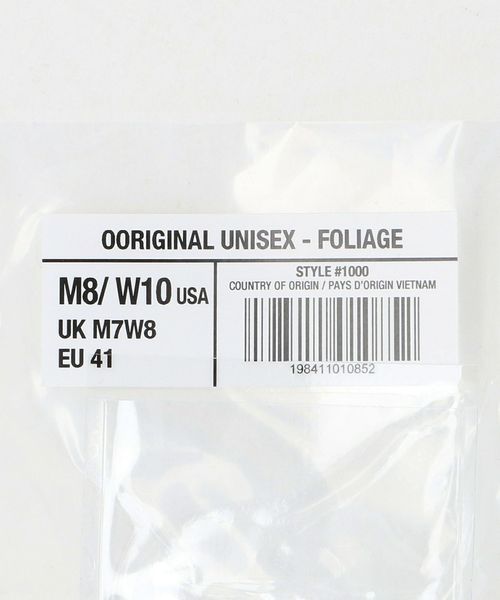 OORIGINAL UNISEX - FOLIAGE
M8/ W10 USA
UK M7W8
EU 41
STYLE #1000
COUNTRY OF ORIGIN / PAYS D'ORIGIN VIETNAM
198411010852